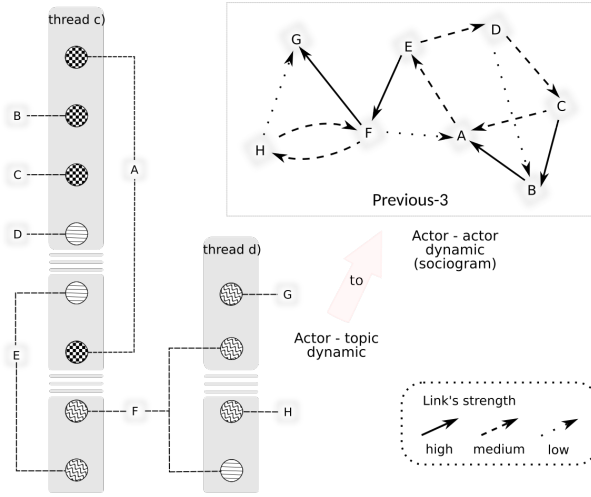 thread c)
B
C
D
E
A
F
thread d)
G
H
G
E
D
C
H
F
A
B
Previous-3
Actor - actor
dynamic
(sociogram)
to
Actor - topic
dynamic
Link's strength
high
medium
low